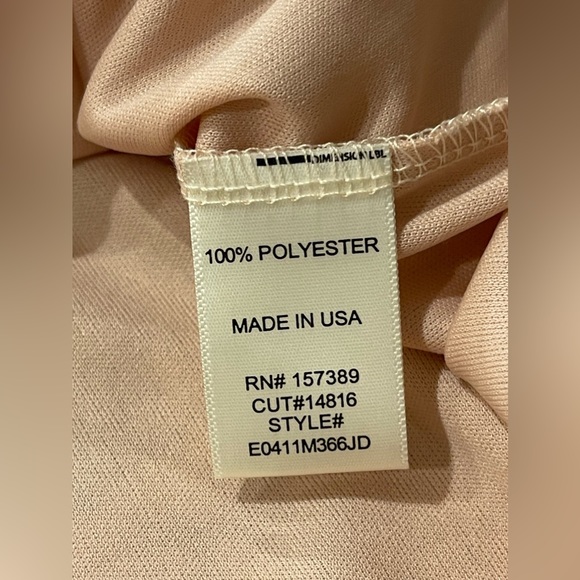 100% POLYESTER
MADE IN USA
RN# 157389
CUT#14816
STYLE#
E0411M366JD